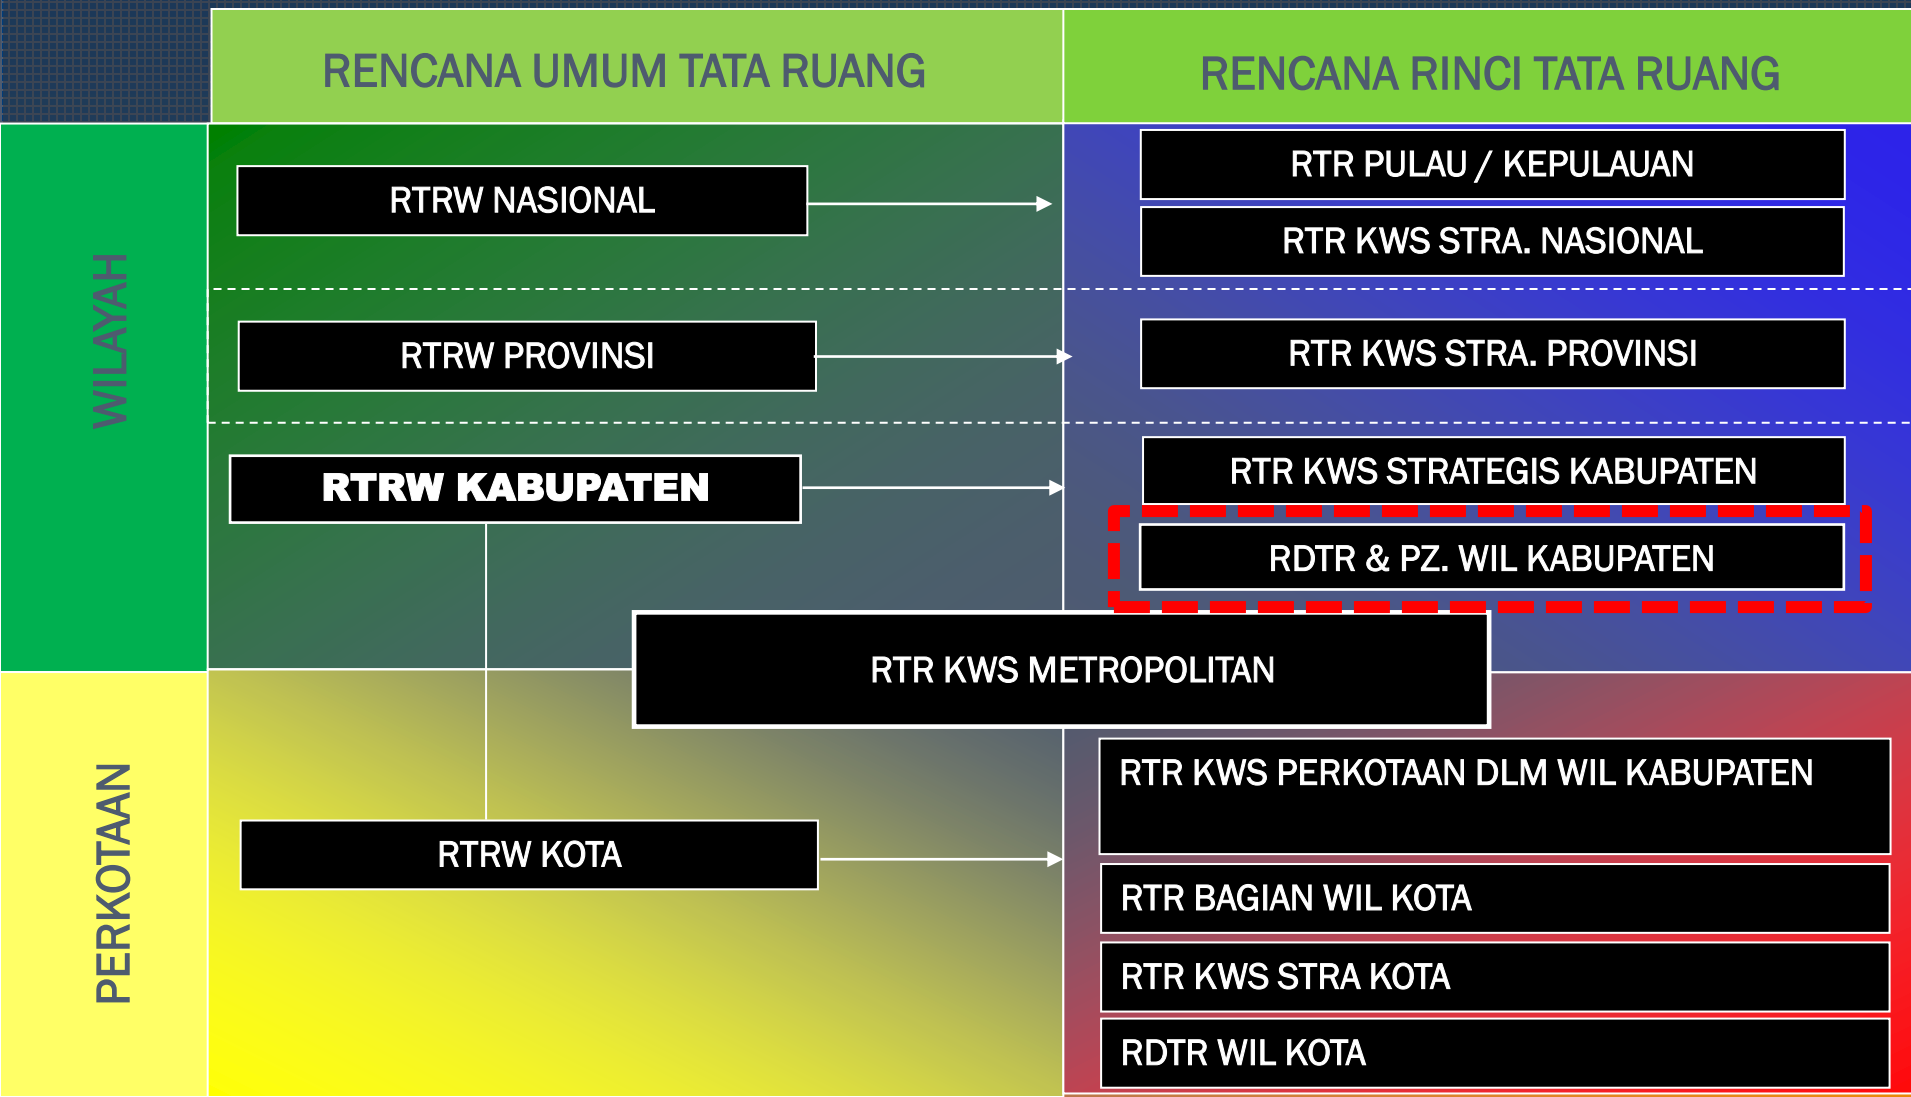 RENCANA UMUM TATA RUANG
RENCANA RINCI TATA RUANG
WILAYAH
RTRW NASIONAL
RTR PULAU / KEPULAUAN
RTR KWS STRA. NASIONAL
RTRW PROVINSI
RTR KWS STRA. PROVINSI
RTRW KABUPATEN
RTR KWS STRATEGIS KABUPATEN
RDTR & PZ. WIL KABUPATEN
RTR KWS METROPOLITAN
PERKOTAAN
RTRW KOTA
RTR KWS PERKOTAAN DLM WIL KABUPATEN
RTR BAGIAN WIL KOTA
RTR KWS STRA KOTA
RDTR WIL KOTA